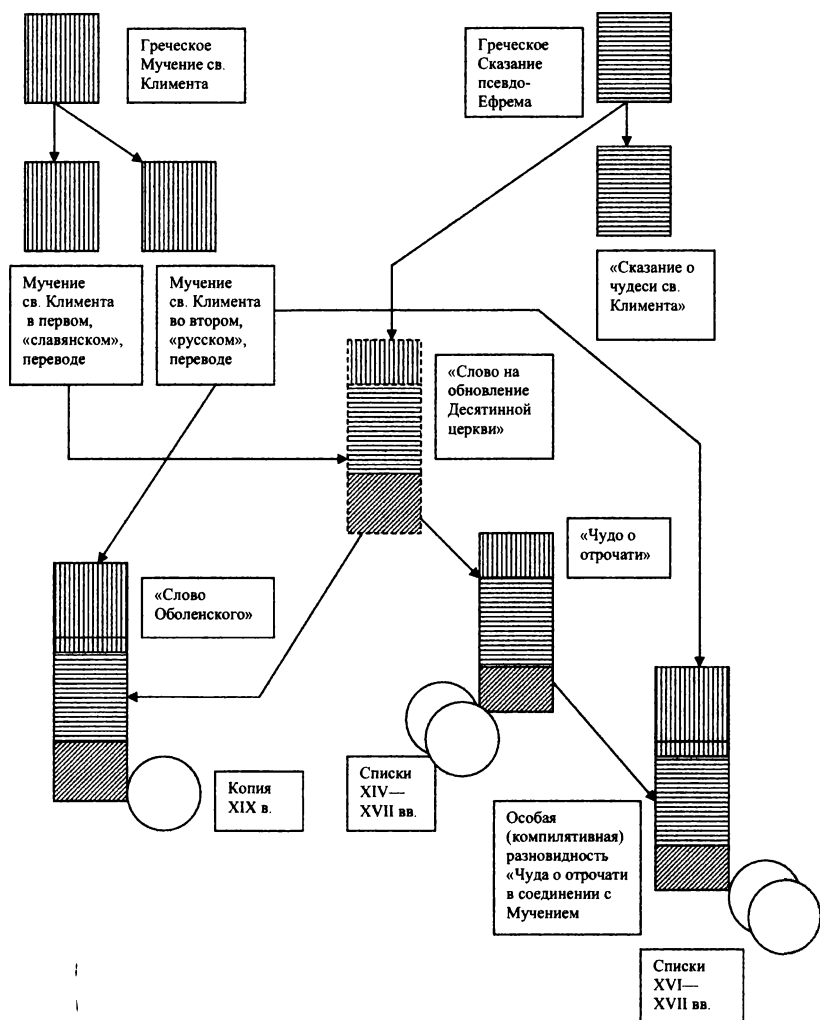 Греческое
Мучение св.
Климента
Греческое
Сказание
псевдо-
Ефрема
Мучение
св. Климента
в первом,
«славянском»,
переводе
Мучение
св. Климента
во втором,
«русском»,
переводе
«Сказание о
чудеси св.
Климента»
«Слово на
обновление
Десятинной
церкви»
«Чудо о
отрочати»
«Слово
Оболенского»
Копия
XIX в.
Списки
XIV—
XVII вв.
Особая
(компилятивная)
разновидность
«Чуда о отрочати
в соединении с
Мучением
Списки
XVI—
XVII вв.